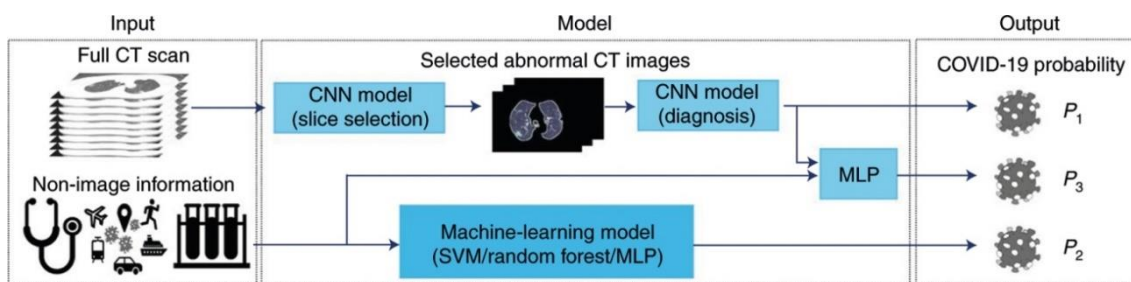 Input
Model
Output
Full CT scan
Selected abnormal CT images
COVID-19 probability
CNN model
(slice selection)
CNN model
(diagnosis)
P1
Non-image information
MLP
P3
Machine-learning model
(SVM/random forest/MLP)
P2